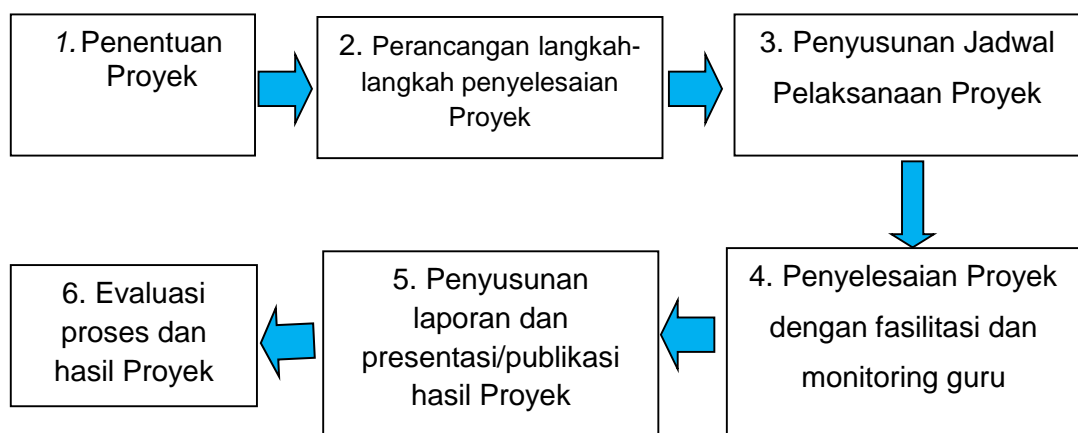 1. Penentuan
Proyek
2. Perancangan langkah-
langkah penyelesaian
Proyek
3. Penyusunan Jadwal
Pelaksanaan Proyek
4. Penyelesaian Proyek
dengan fasilitasi dan
monitoring guru
5. Penyusunan
laporan dan
presentasi/publikasi
hasil Proyek
6. Evaluasi
proses dan
hasil Proyek